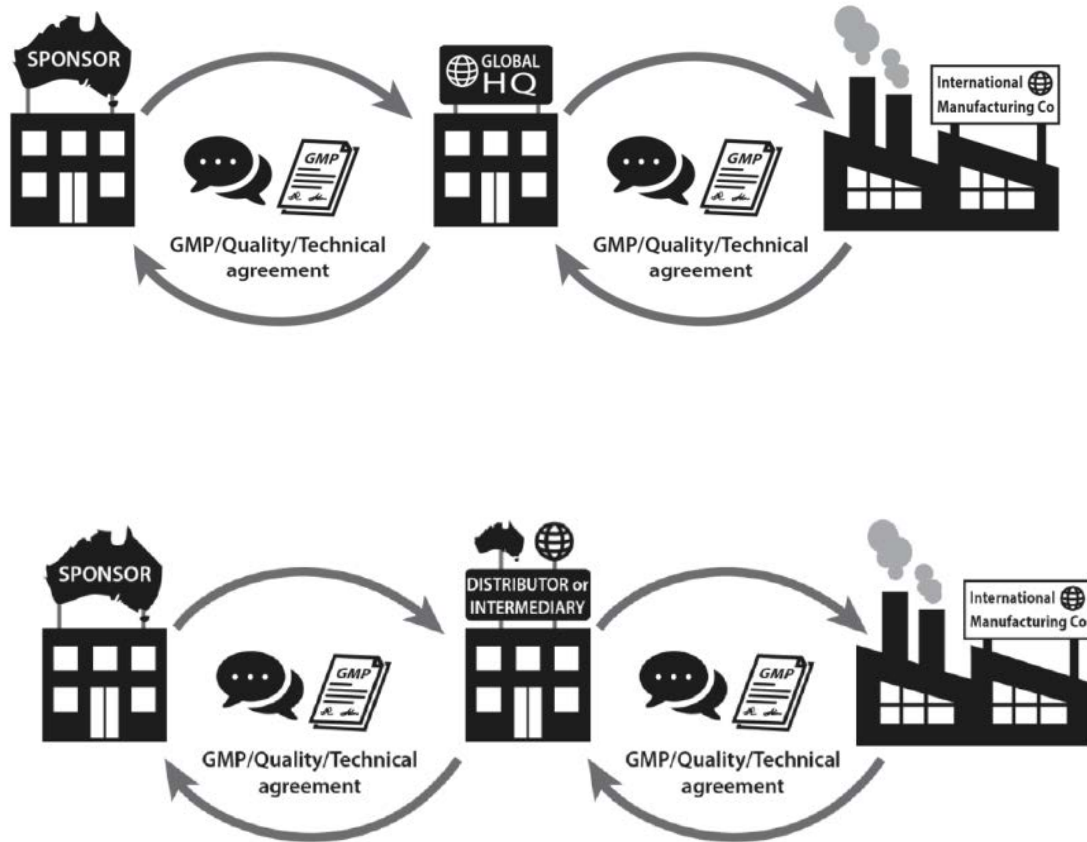 SPONSOR
GLOBAL
HQ
International
Manufacturing Co
GMP
GMP
GMP/Quality/Technical
agreement
GMP/Quality/Technical
agreement
SPONSOR
DISTRIBUTOR or
INTERMEDIARY
International
Manufacturing Co
GMP
GMP
GMP/Quality/Technical
agreement
GMP/Quality/Technical
agreement